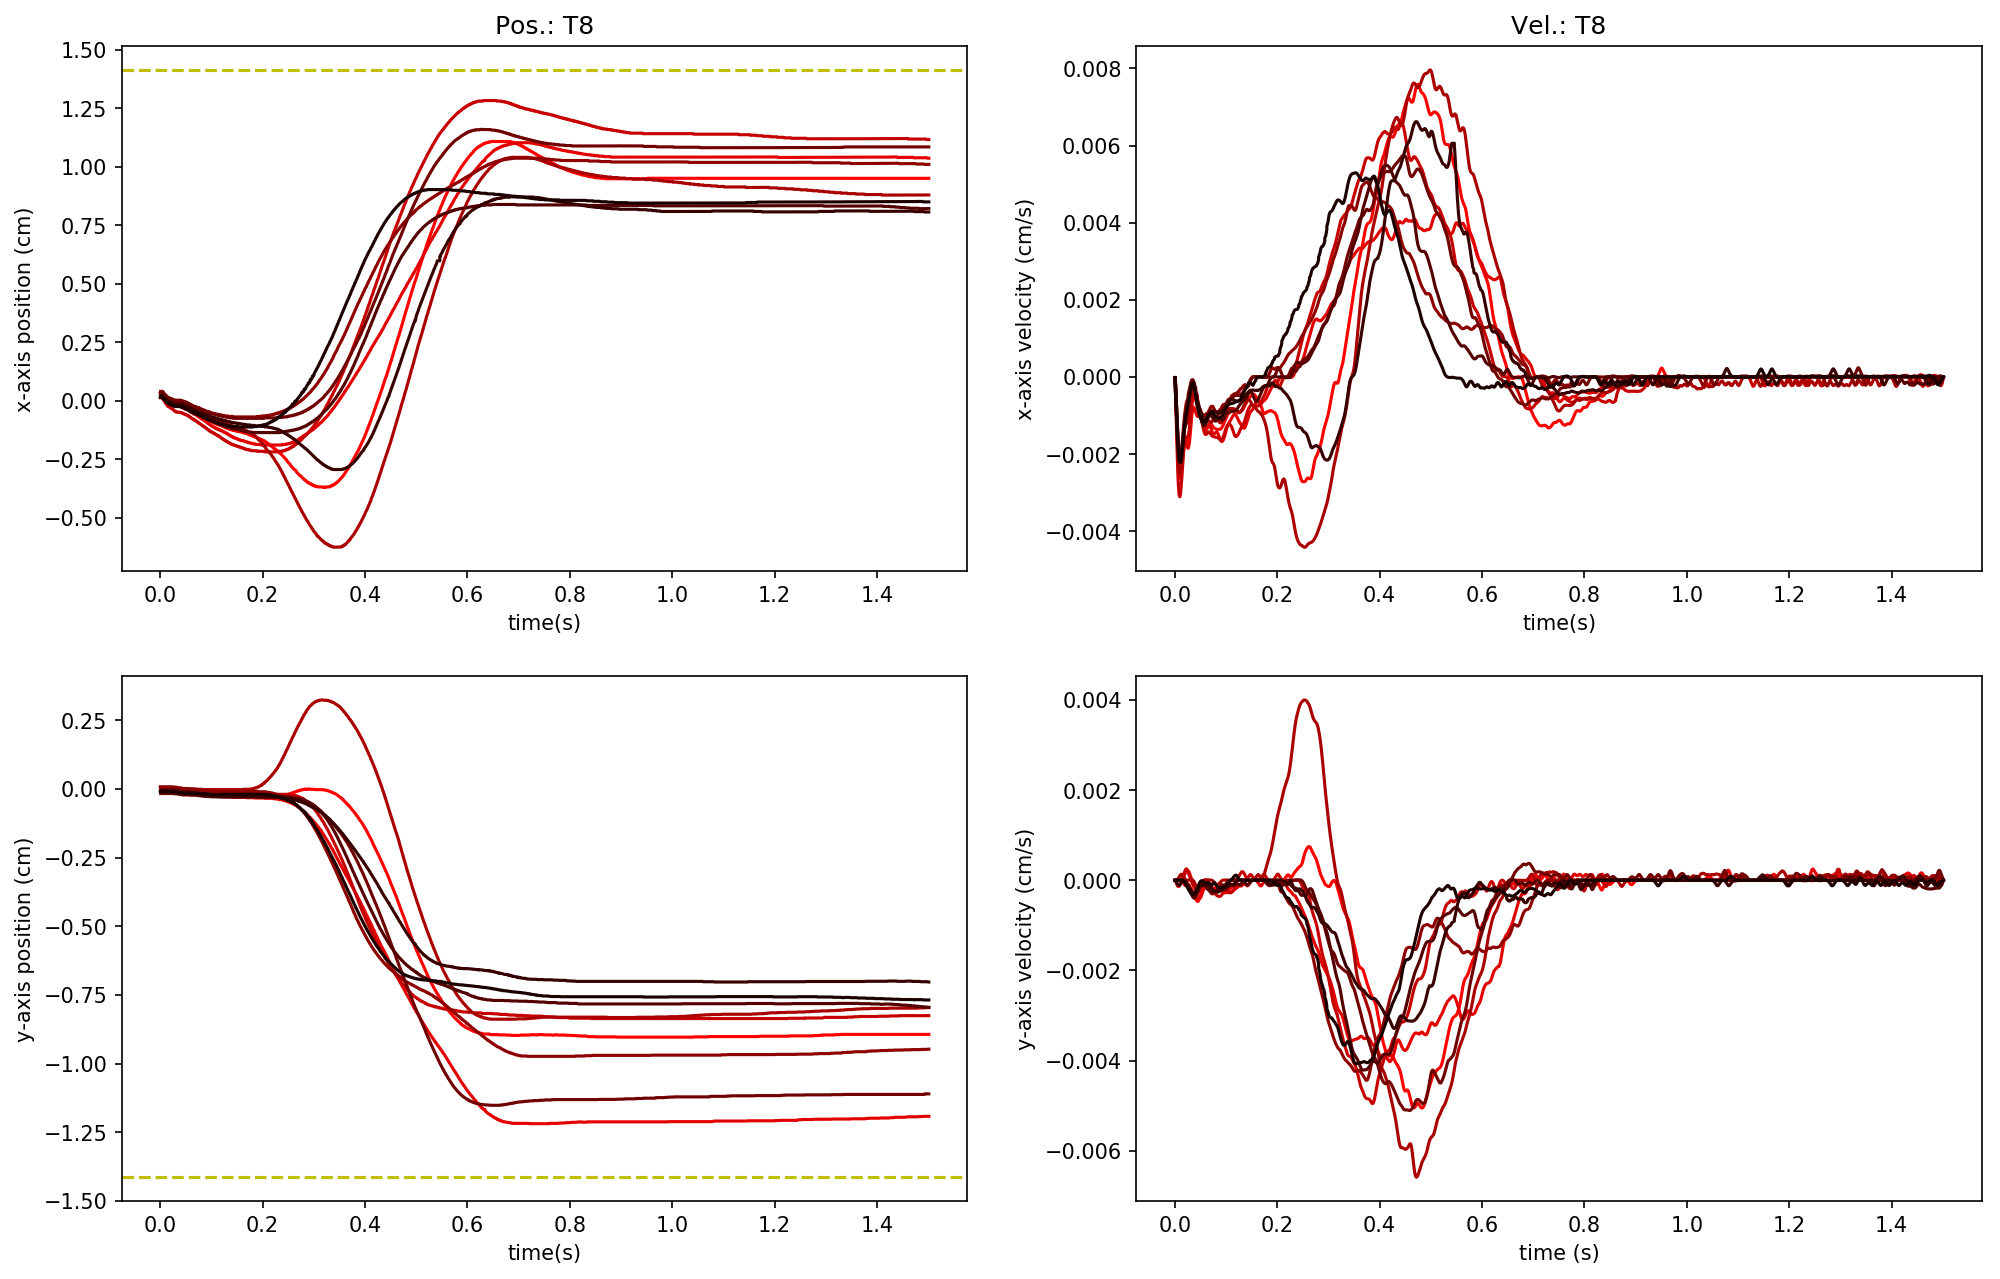 Pos.: T8
1.50
1.25
1.00
0.75
0.50
0.25
0.00
−0.25
−0.50
x-axis position (cm)
0.0 0.2 0.4 0.6 0.8 1.0 1.2 1.4
time(s)
Vel.: T8
0.008
0.006
0.004
0.002
0.000
−0.002
−0.004
x-axis velocity (cm/s)
0.0 0.2 0.4 0.6 0.8 1.0 1.2 1.4
time(s)
0.25
0.00
−0.25
−0.50
−0.75
−1.00
−1.25
−1.50
y-axis position (cm)
0.0 0.2 0.4 0.6 0.8 1.0 1.2 1.4
time(s)
0.004
0.002
0.000
−0.002
−0.004
−0.006
y-axis velocity (cm/s)
0.0 0.2 0.4 0.6 0.8 1.0 1.2 1.4
time (s)